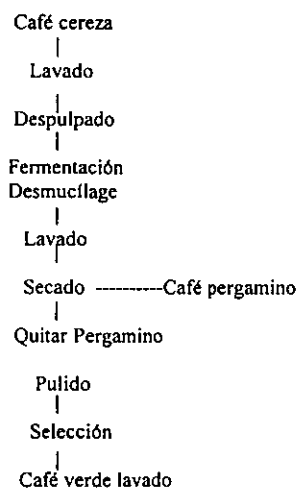 Café cereza
Lavado
Despulpado
Fermentación
Desmucílage
Lavado
Secado ----------Café pergamino
Quitar Pergamino
Pulido
Selección
Café verde lavado